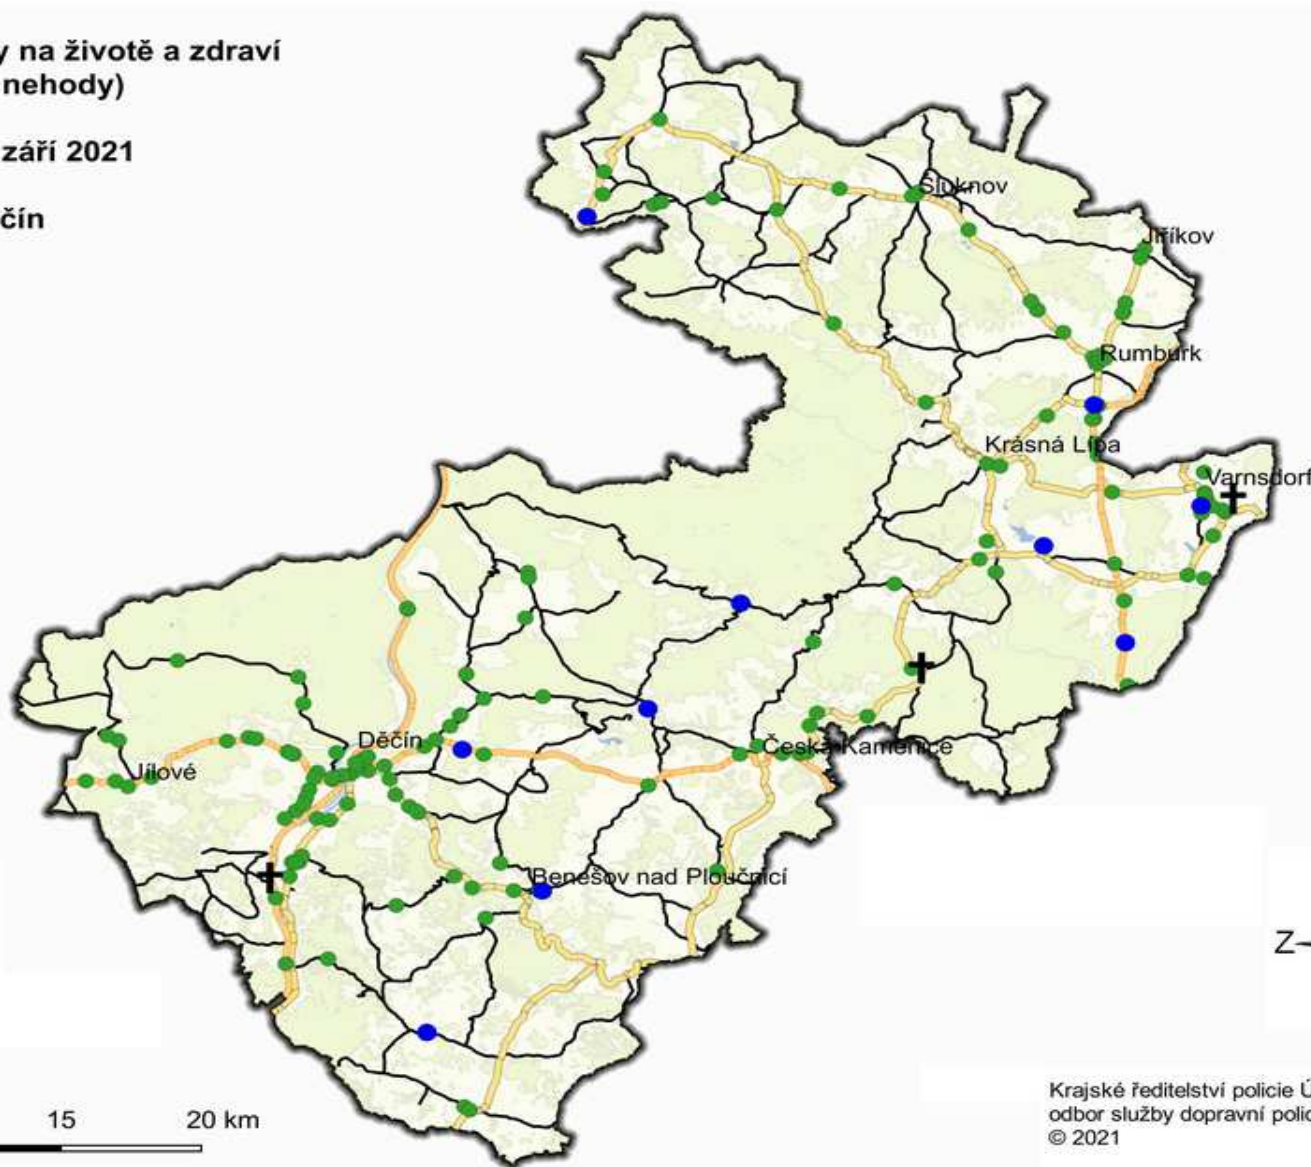 y na životě a zdraví
nehody)
září 2021
čín
Šluknov
Jiříkov
Rumburk
Krásná Lípa
Varnsdorf
Děčín
Česká Kamenice
Jílové
Benešov nad Ploučnicí
Z
15 20 km
Krajské ředitelství policie Ú
odbor služby dopravní polic
© 2021